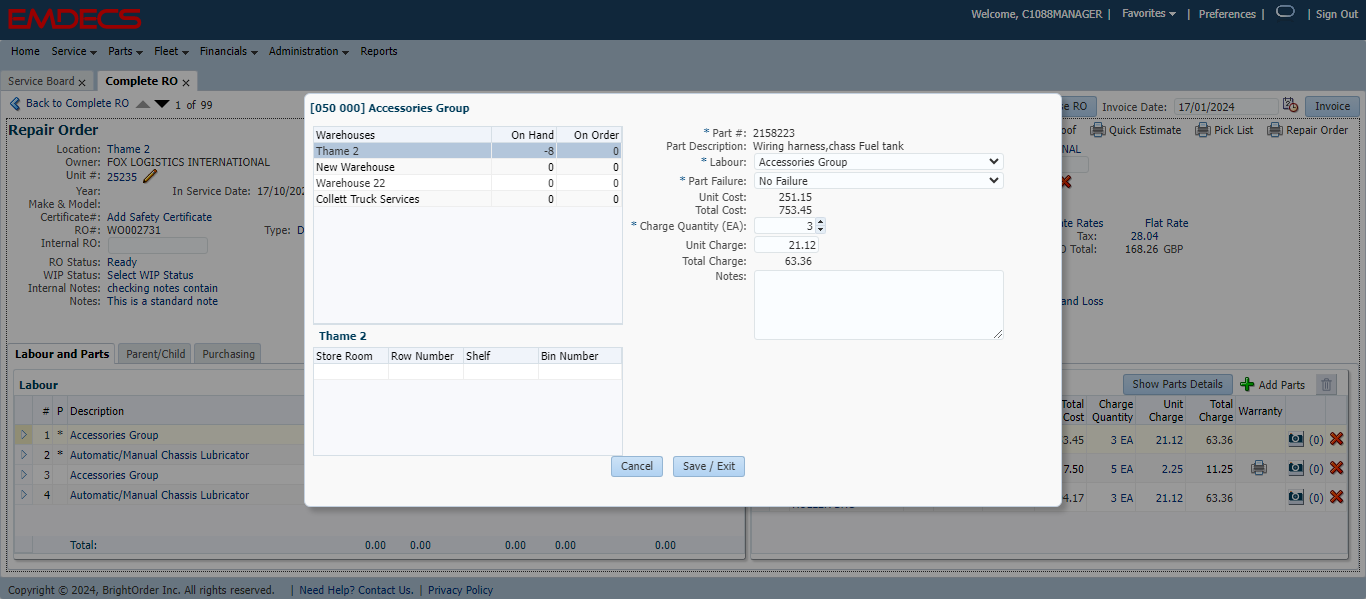 EMDECS
Welcome, C1088MANAGER | Favorites | Preferences | | Sign Out
Home Service Parts Fleet Financials Administration Reports
Service Board x Complete RO x
Back to Complete RO 1 of 99
RO Invoice Date: 17/01/2024 Invoice
Repair Order
Quick Estimate Pick List Repair Order
Location: Thame 2
Owner: FOX LOGISTICS INTERNATIONAL
Unit #: 25235
Year: In Service Date: 17/10/202
Make & Model:
Certificate#: Add Safety Certificate
RO#: WO002731 Type: D
Internal RO:
RO Status: Ready
WIP Status: Select WIP Status
Internal Notes: checking notes contain
Notes: This is a standard note
Rates Flat Rate
Tax: 28.04
Total: 168.26 GBP
and Loss
[050 000] Accessories Group
Warehouses On Hand On Order
Thame 2 -8 0
New Warehouse 0 0
Warehouse 22 0 0
Collett Truck Services 0 0
Thame 2
Store Room Row Number Shelf Bin Number
* Part #: 2158223
Part Description: Wiring harness,chass Fuel tank
* Labour: Accessories Group
* Part Failure: No Failure
Unit Cost: 251.15
Total Cost: 753.45
* Charge Quantity (EA): 3
Unit Charge: 21.12
Total Charge: 63.36
Notes:
Cancel Save / Exit
Labour and Parts Parent/Child Purchasing
Labour
# P Description
1 * Accessories Group
2 * Automatic/Manual Chassis Lubricator
3 Accessories Group
4 Automatic/Manual Chassis Lubricator
Total: 0.00 0.00 0.00 0.00 0.00
Show Parts Details Add Parts
Total Cost Charge Quantity Unit Charge Total Charge Warranty
3.45 3 EA 21.12 63.36 (0)
7.50 5 EA 2.25 11.25 (0)
4.17 3 EA 21.12 63.36 (0)
Copyright © 2024, BrightOrder Inc. All rights reserved. | Need Help? Contact Us. | Privacy Policy